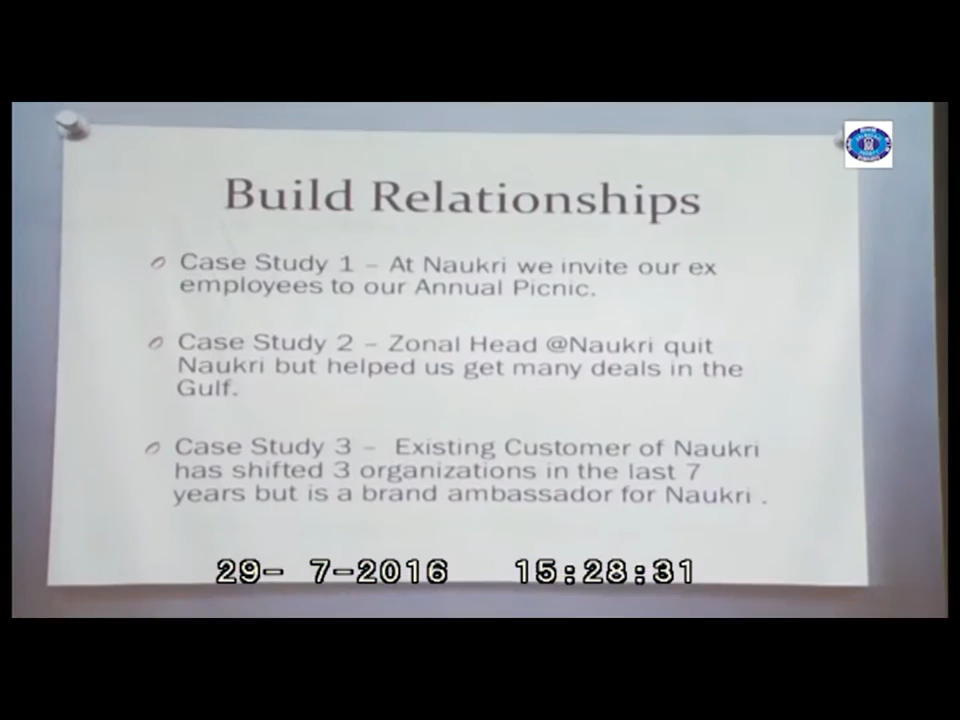 Build Relationships
Case Study 1 – At Naukri we invite our ex
employees to our Annual Picnic.
Case Study 2 – Zonal Head @Naukri quit
Naukri but helped us get many deals in the
Gulf.
Case Study 3 – Existing Customer of Naukri
has shifted 3 organizations in the last 7
years but is a brand ambassador for Naukri .
29- 7-2016 15:28:31